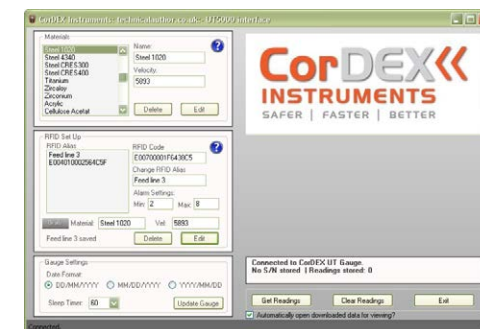 CorDEX Instruments: technicalauthor.co.uk - UT5000 interface
Materials
Steel 1020
Steel 4340
Steel CRES300
Steel CRES400
Titanium
Zircaloy
Zirconium
Acrylic
Cellulose Acetat
Name:
Steel 1020
Velocity:
5893
Delete
Edit
RFID Set Up
RFID Alias
Feed line 3
E004010002564C5F
RFID Code
E00700001F6438C5
Change RFID Alias
Feed line 3
Alarm Settings:
Min: 2 Max: 8
Material: Steel 1020 Vel: 5893
Feed line 3 saved
Delete
Edit
Gauge Settings
Date Format:
DD/MM/YYYY MM/DD/YYYY YYYY/MM/DD
Sleep Timer: 60
Update Gauge
CorDEX
INSTRUMENTS
SAFER | FASTER | BETTER
Connected to CorDEX UT Gauge.
No S/N stored | Readings stored: 0
Get Readings
Clear Readings
Exit
Automatically open downloaded data for viewing?
Connected.